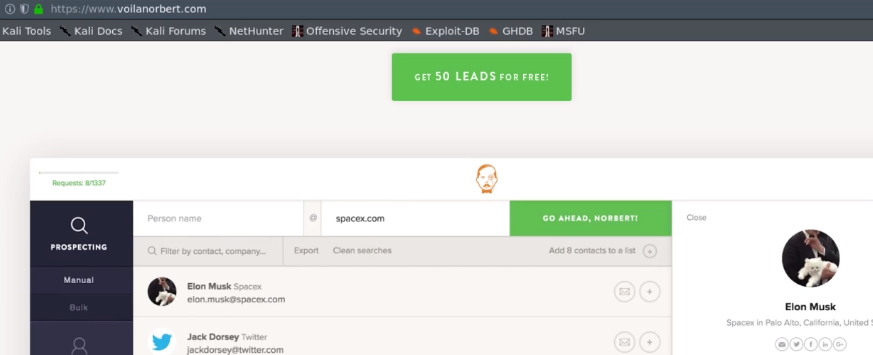 https://www.voilanorbert.com
Kali Tools Kali Docs Kali Forums NetHunter Offensive Security Exploit-DB GHDB MSFU
GET 50 LEADS FOR FREE!
Requests: 8/1337
Person name @ spacex.com GO AHEAD, NORBERT! Close
PROSPECTING
Filter by contact, company... Export Clean searches Add 8 contacts to a list +
Manual
Bulk
Elon Musk Spacex
elon.musk@spacex.com
Jack Dorsey Twitter
jackdorsey@twitter.com
Elon Musk
Spacex in Palo Alto, California, United S